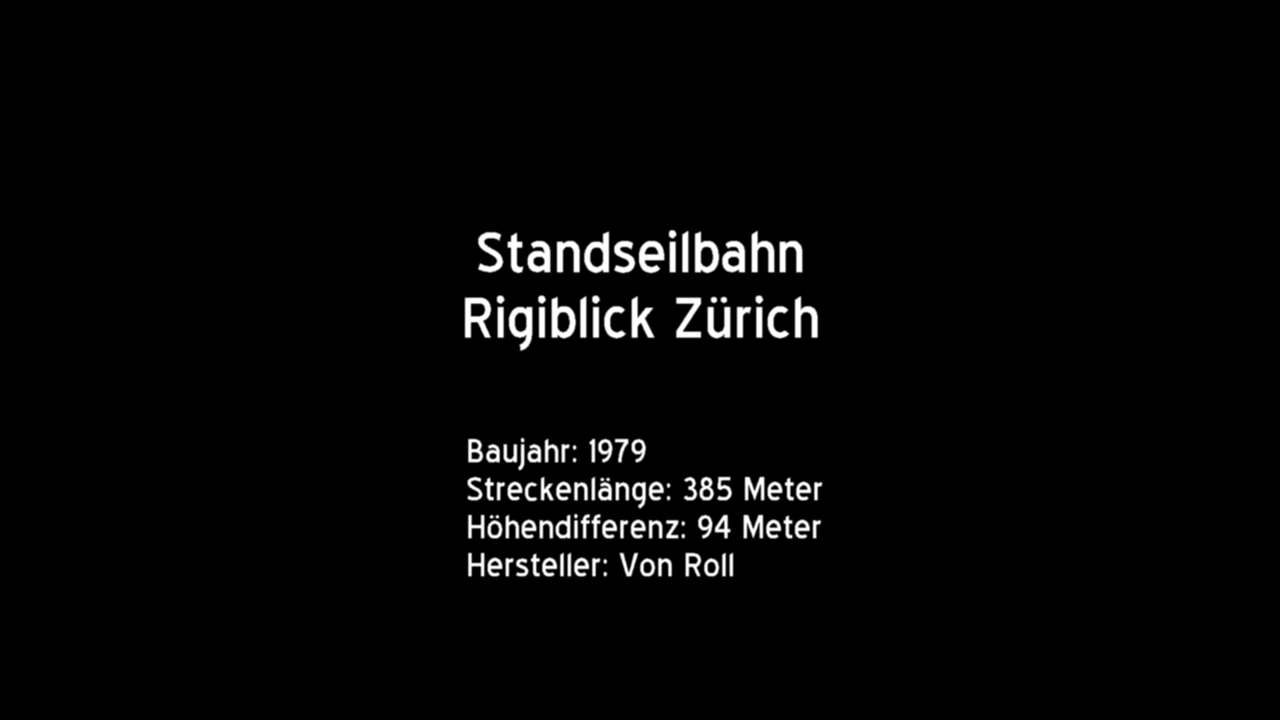 Standseilbahn
Rigiblick Zürich
Baujahr: 1979
Streckenlänge: 385 Meter
Höhendifferenz: 94 Meter
Hersteller: Von Roll